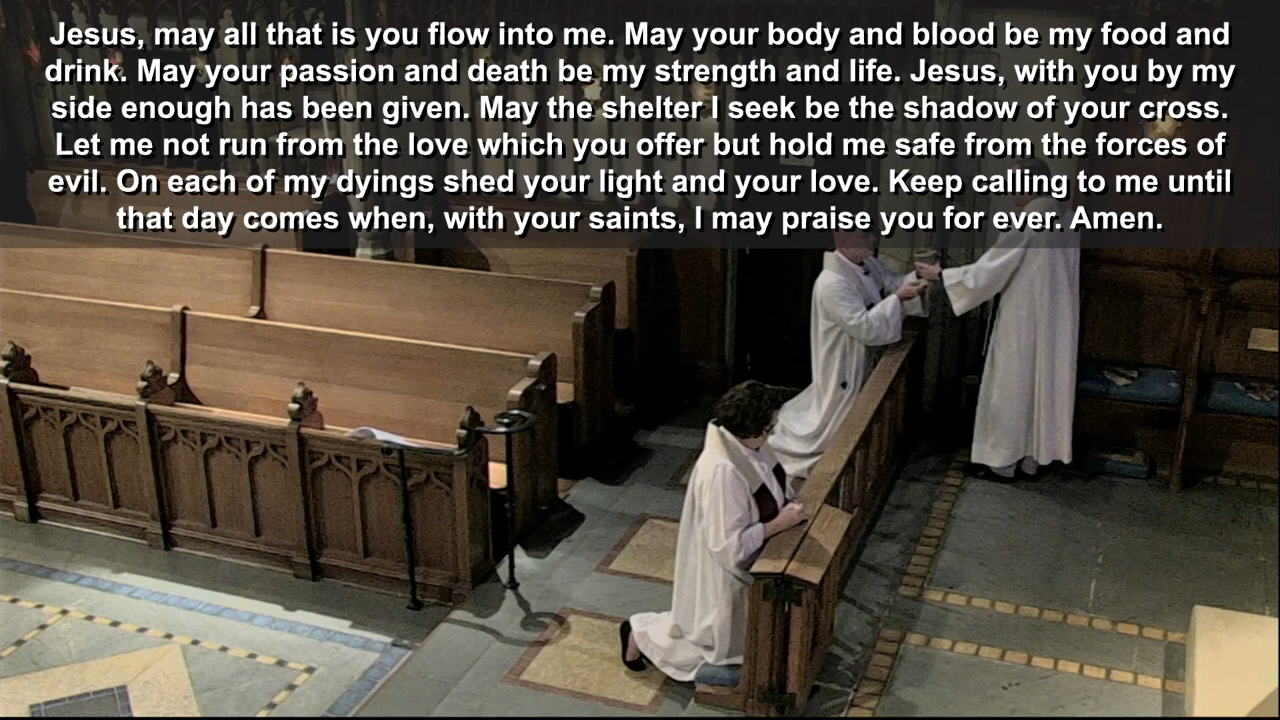 Jesus, may all that is you flow into me. May your body and blood be my food and
drink. May your passion and death be my strength and life. Jesus, with you by my
side enough has been given. May the shelter I seek be the shadow of your cross.
Let me not run from the love which you offer but hold me safe from the forces of
evil. On each of my dyings shed your light and your love. Keep calling to me until
that day comes when, with your saints, I may praise you for ever. Amen.